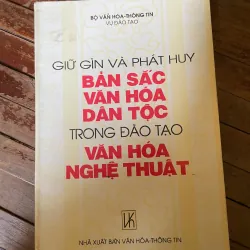 BỘ VĂN HÓA-THÔNG TIN
VỤ ĐÀO TẠO
GIỮ GÌN VÀ PHÁT HUY
BẢN SẮC
VĂN HÓA
DÂN TỘC
TRONG ĐÀO TẠO
VĂN HÓA
NGHỆ THUẬT
NHÀ XUẤT BẢN VĂN HÓA-THÔNG TIN